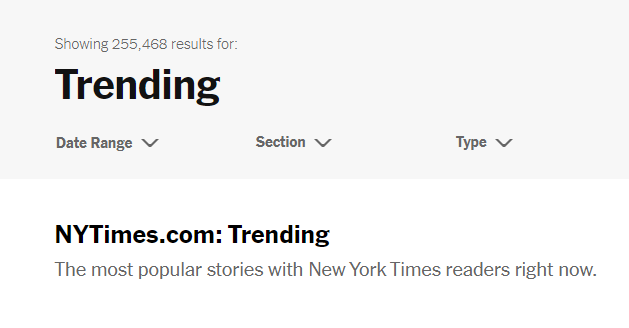 Showing 255,468 results for:
Trending
Date Range Section Type
NYTimes.com: Trending
The most popular stories with New York Times readers right now.